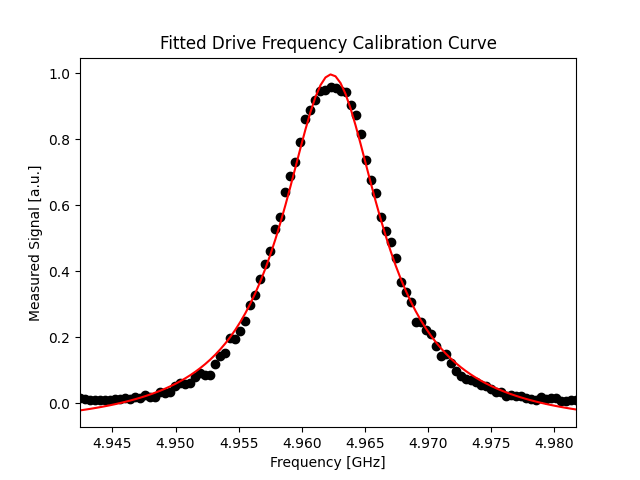 Fitted Drive Frequency Calibration Curve
1.0
0.8
0.6
0.4
0.2
0.0
Measured Signal [a.u.]
4.945 4.950 4.955 4.960 4.965 4.970 4.975 4.980
Frequency [GHz]